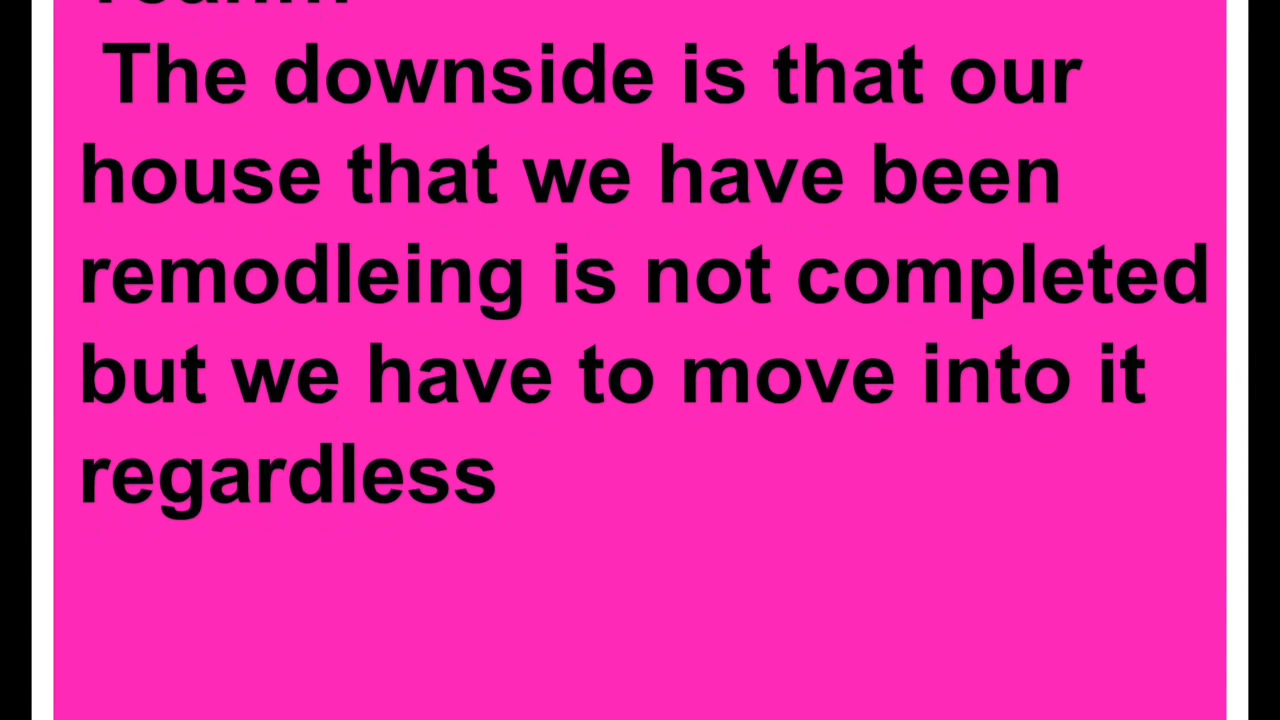 The downside is that our
house that we have been
remodleing is not completed
but we have to move into it
regardless